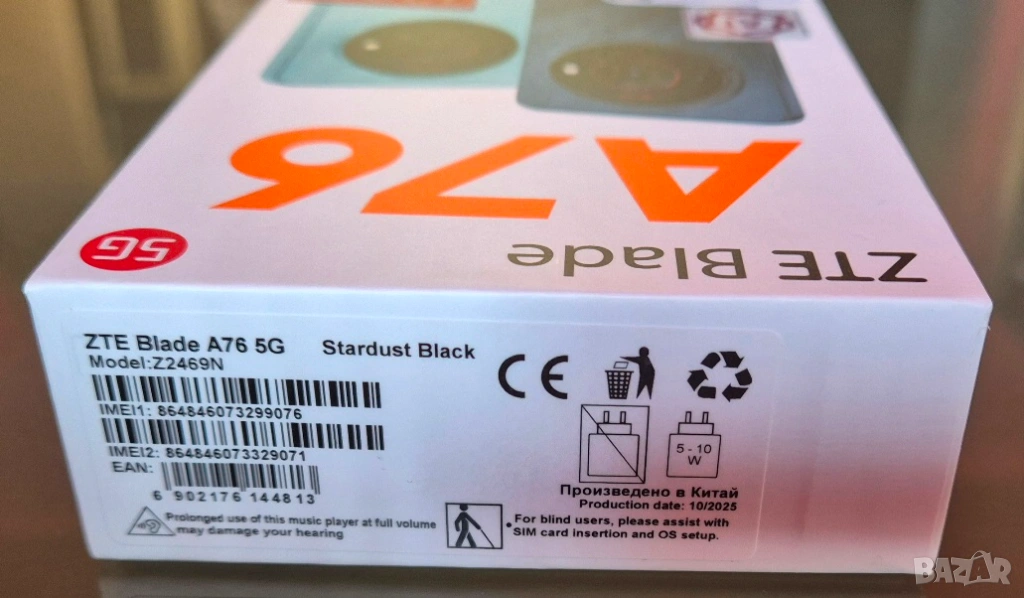 A76
5G
ZTE Blade
ZTE Blade A76 5G Stardust Black
Model:Z2469N
IMEI1: 864846073299076
IMEI2: 864846073329071
EAN:
6 902176 144813
CE
5 - 10
W
Произведено в Китай
Production date: 10/2025
Prolonged use of this music player at full volume
may damage your hearing
• For blind users, please assist with
SIM card insertion and OS setup.
BAZAR